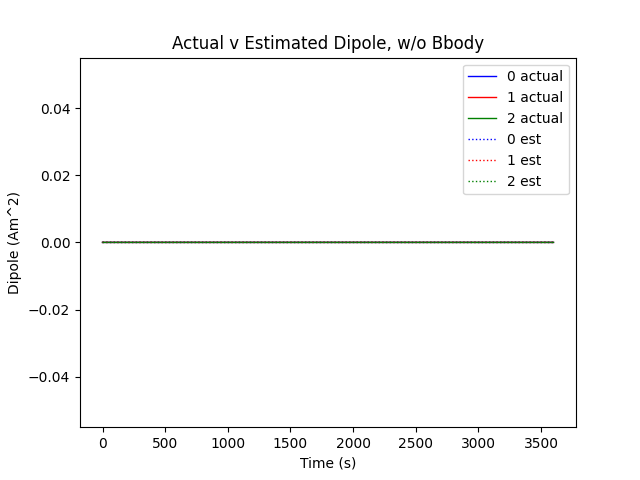 Actual v Estimated Dipole, w/o Bbody
0 actual
1 actual
2 actual
0 est
1 est
2 est
0.04
0.02
0.00
−0.02
−0.04
Dipole (Am^2)
0 500 1000 1500 2000 2500 3000 3500
Time (s)